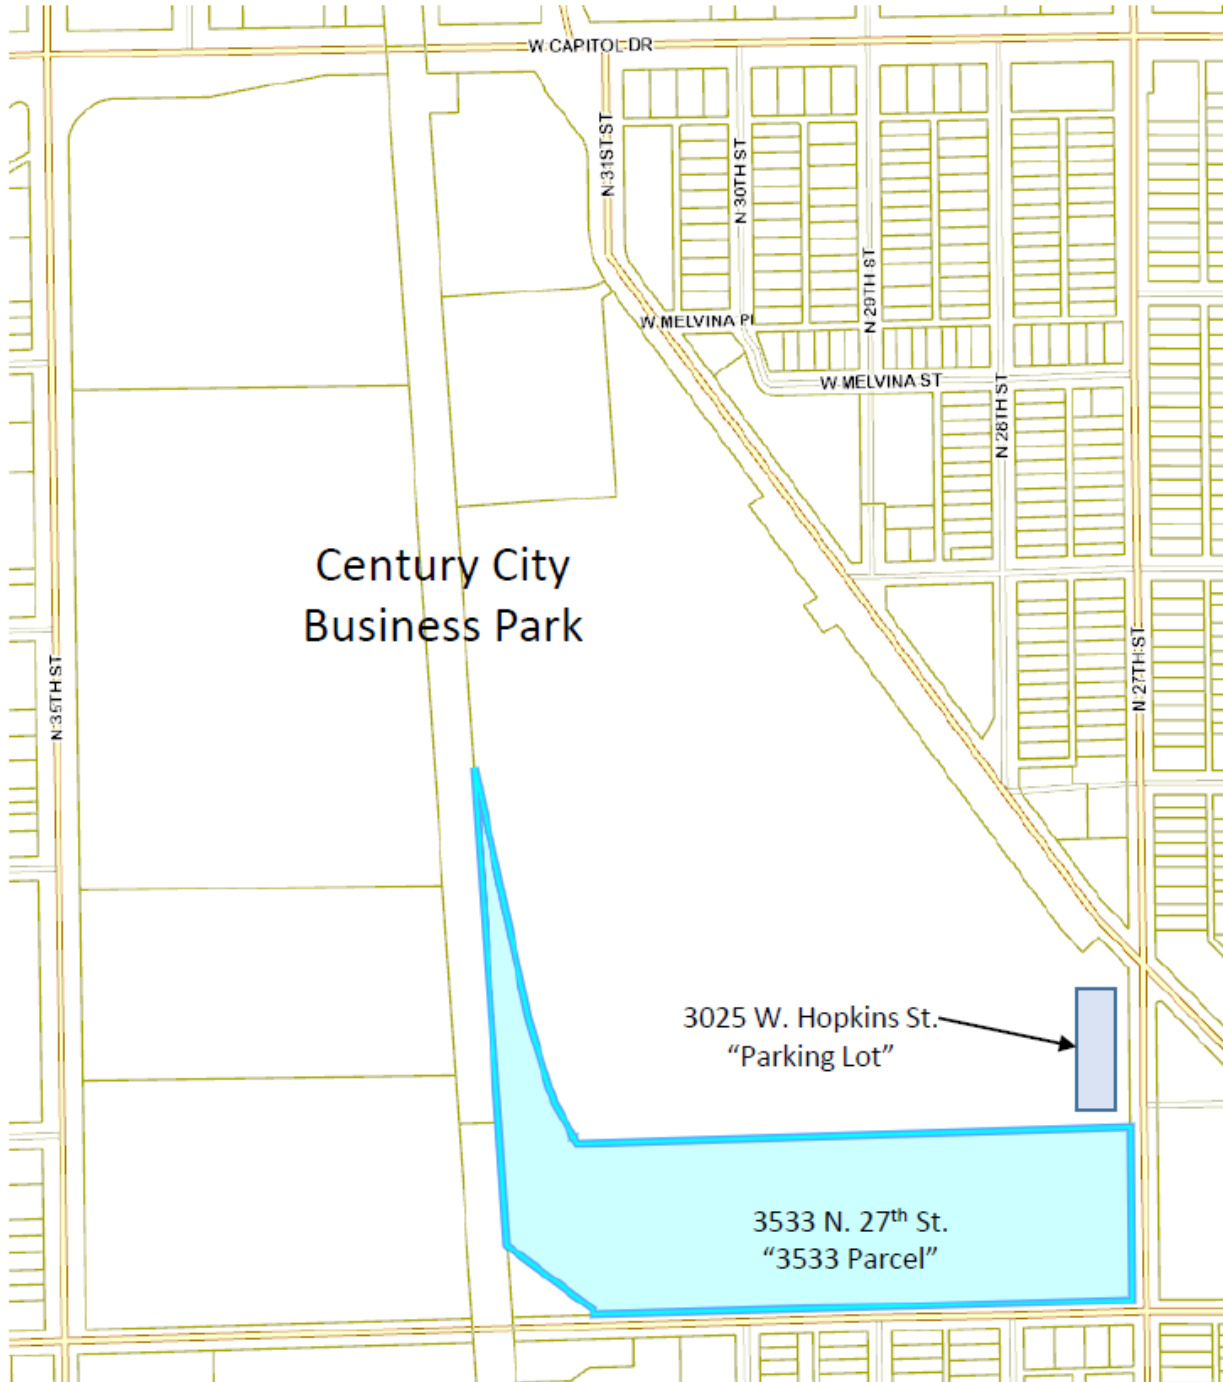 W CAPITOL DR
N 31ST ST
N 30TH ST
N 29TH ST
W MELVINA Pl
W MELVINA ST
N 28TH ST
Century City
Business Park
N 35TH ST
N 27TH ST
3025 W. Hopkins St.
“Parking Lot”
3533 N. 27th St.
“3533 Parcel”